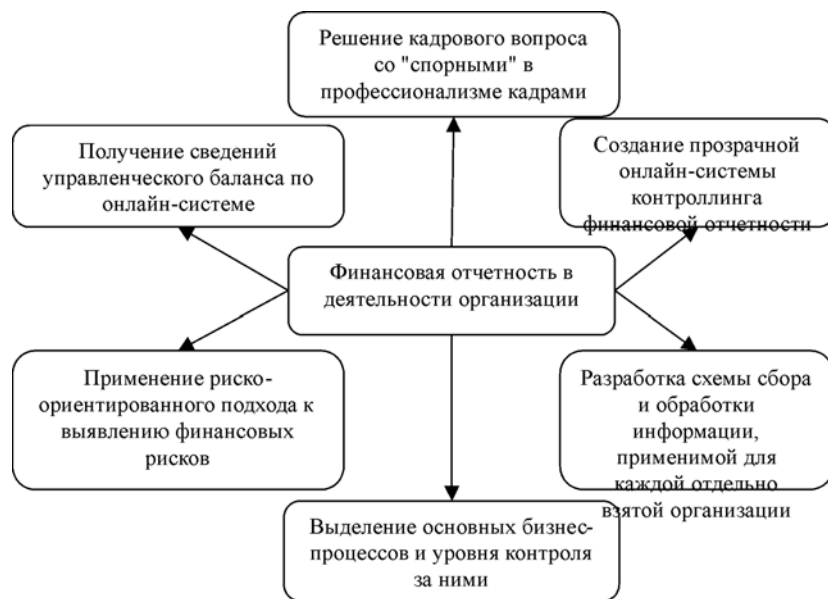 Решение кадрового вопроса
со "спорными" в
профессионализме кадрами
Получение сведений
управленческого баланса по
онлайн-системе
Создание прозрачной
онлайн-системы
контроллинга
финансовой отчетности
Финансовая отчетность в
деятельности организации
Применение риско-
ориентированного подхода к
выявлению финансовых
рисков
Разработка схемы сбора
и обработки
информации,
применимой для
каждой отдельно
взятой организации
Выделение основных бизнес-
процессов и уровня контроля
за ними